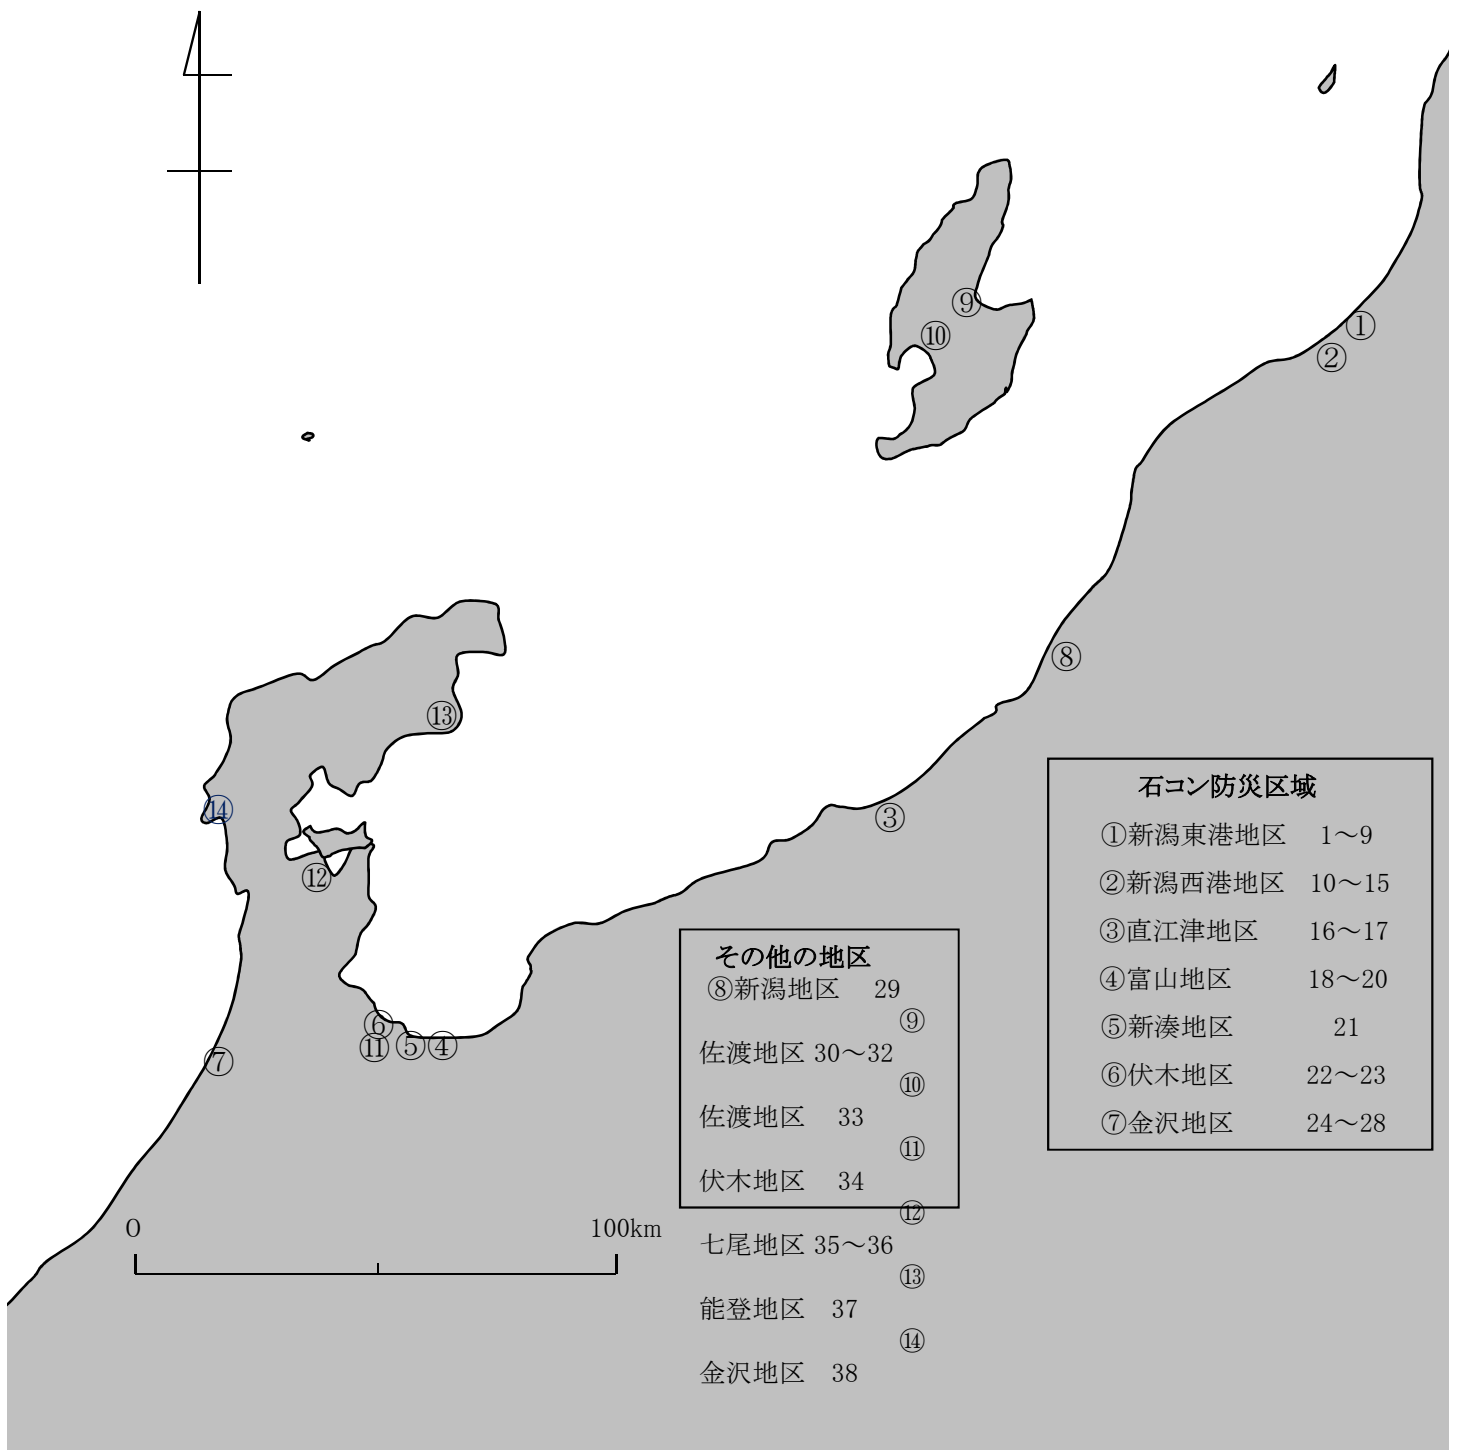 ⑨
①
⑩
②
⑧
⑬
⑭
③
⑫
⑥
⑪
⑤
④
⑦
石コン防災区域
①新潟東港地区 1～9
②新潟西港地区 10～15
③直江津地区 16～17
④富山地区 18～20
⑤新湊地区 21
⑥伏木地区 22～23
⑦金沢地区 24～28
その他の地区
⑧新潟地区 29
⑨
佐渡地区 30～32
⑩
佐渡地区 33
⑪
伏木地区 34
⑫
七尾地区 35～36
⑬
能登地区 37
⑭
金沢地区 38
0 100km